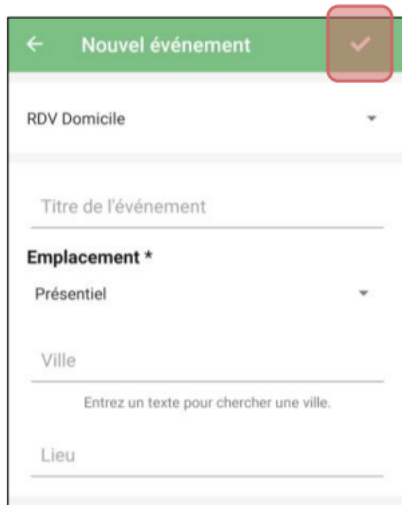 Nouvel événement
RDV Domicile
Titre de l'événement
Emplacement *
Présentiel
Ville
Entrez un texte pour chercher une ville.
Lieu